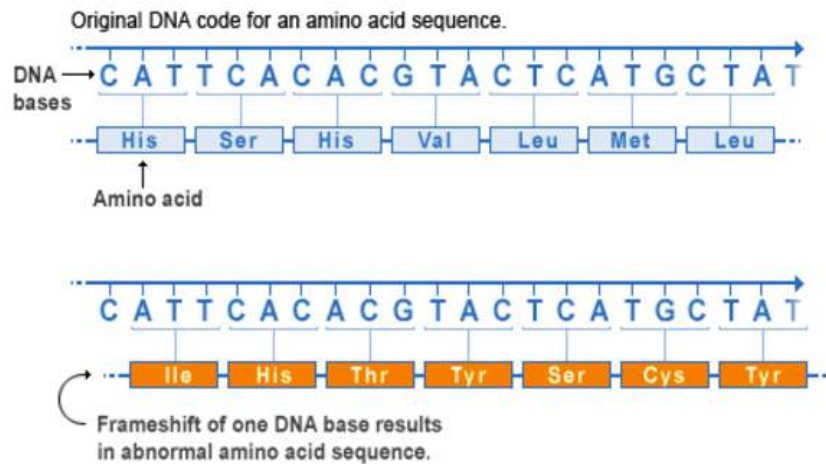 Original DNA code for an amino acid sequence.
DNA bases
C A T T C A C A C G T A C T C A T G C T A T
His Ser His Val Leu Met Leu
Amino acid
C A T T C A C A C G T A C T C A T G C T A T
Ile His Thr Tyr Ser Cys Tyr
Frameshift of one DNA base results
in abnormal amino acid sequence.